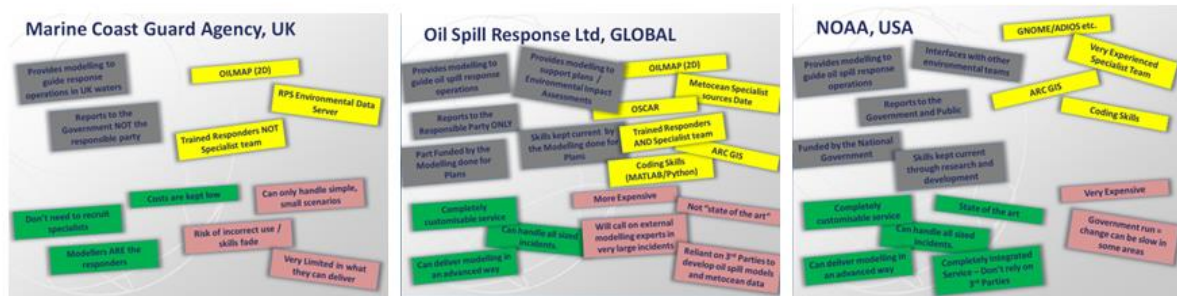 Marine Coast Guard Agency, UK
Provides modelling to
guide response
operations in UK waters
OILMAP (2D)
RPS Environmental Data
Server
Reports to the
Government NOT the
responsible party
Trained Responders NOT
Specialist team
Costs are kept low
Can only handle simple,
small scenarios
Don't need to recruit
specialists
Risk of incorrect use /
skills fade
Modellers ARE the
responders
Very Limited in what
they can deliver
Oil Spill Response Ltd, GLOBAL
Provides modelling to
guide oil spill response
operations
Provides modelling to
support plans /
Environmental Impact
Assessments
OILMAP (2D)
Metocean Specialist
sources Date
OSCAR
Reports to the
Responsible Party ONLY
Skills kept current by
the Modelling done for
Plans
Trained Responders
AND Specialist team
ARC GIS
Part Funded by the
Modelling done for
Plans
Coding Skills
(MATLAB/Python)
More Expensive
Completely
customisable service
Not "state of the art"
Can handle all sized
incidents.
Will call on external
modelling experts in
very large incidents
Can deliver modelling in
an advanced way
Reliant on 3rd Parties to
develop oil spill models
and metocean data
NOAA, USA
GNOME/ADIOS etc.
Provides modelling to
guide oil spill response
operations
Interfaces with other
environmental teams
Very Experienced
Specialist Team
ARC GIS
Reports to the
Government and Public
Coding Skills
Funded by the National
Government
Skills kept current
through research and
development
Very Expensive
Completely
customisable service
State of the art
Can handle all sized
incidents.
Government run =
change can be slow in
some areas
Can deliver modelling in
an advanced way
Completely Integrated
Service – Don't rely on
3rd Parties